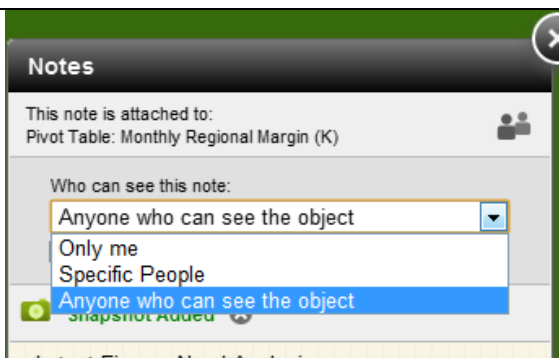 Notes
This note is attached to:
Pivot Table: Monthly Regional Margin (K)
Who can see this note:
Anyone who can see the object
Only me
Specific People
Anyone who can see the object
Snapshot Added